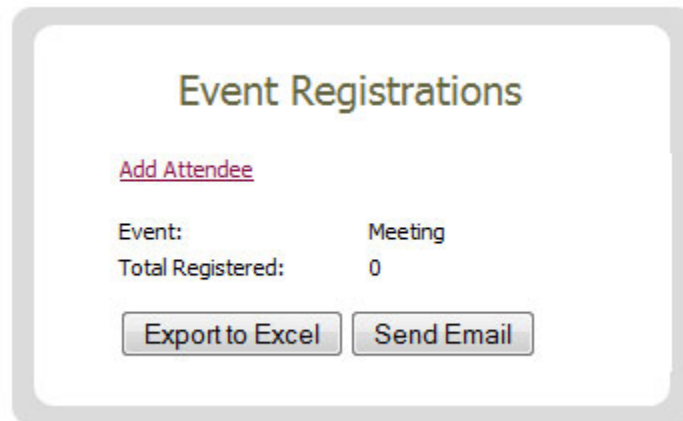 Event Registrations
Add Attendee
Event: Meeting
Total Registered: 0
Export to Excel Send Email